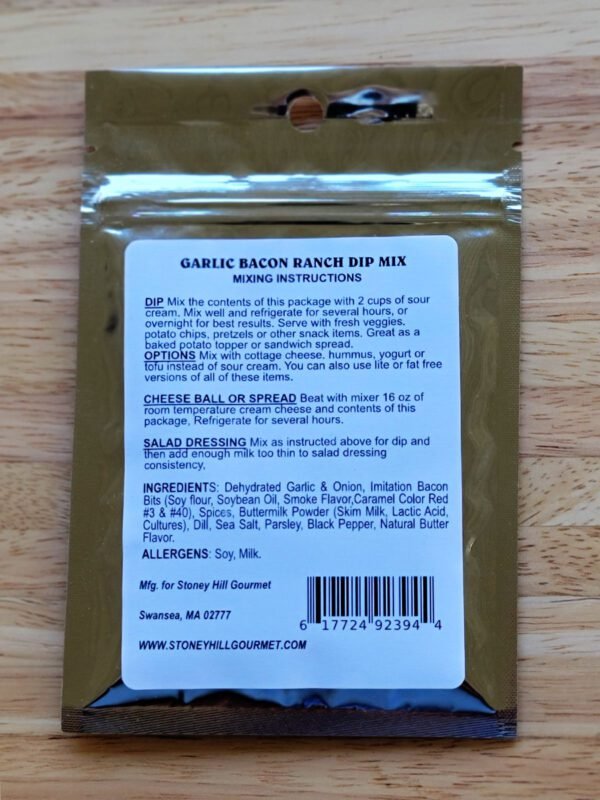 GARLIC BACON RANCH DIP MIX
MIXING INSTRUCTIONS
DIP Mix the contents of this package with 2 cups of sour
cream. Mix well and refrigerate for several hours, or
overnight for best results. Serve with fresh veggies.
potato chips, pretzels or other snack items. Great as a
baked potato topper or sandwich spread.
OPTIONS Mix with cottage cheese, hummus, yogurt or
tofu instead of sour cream. You can also use lite or fat free
versions of all of these items.
CHEESE BALL OR SPREAD Beat with mixer 16 oz of
room temperature cream cheese and contents of this
package, Refrigerate for several hours.
SALAD DRESSING Mix as instructed above for dip and
then add enough milk too thin to salad dressing
consistency,
INGREDIENTS: Dehydrated Garlic & Onion, Imitation Bacon
Bits (Soy flour, Soybean Oil, Smoke Flavor,Caramel Color Red
#3 & #40), Spices, Buttermilk Powder (Skim Milk, Lactic Acid,
Cultures), Dill, Sea Salt, Parsley, Black Pepper, Natural Butter
Flavor.
ALLERGENS: Soy, Milk.
Mfg. for Stoney Hill Gourmet
Swansea, MA 02777
6 17724 92394 4
WWW.STONEYHILLGOURMET.COM